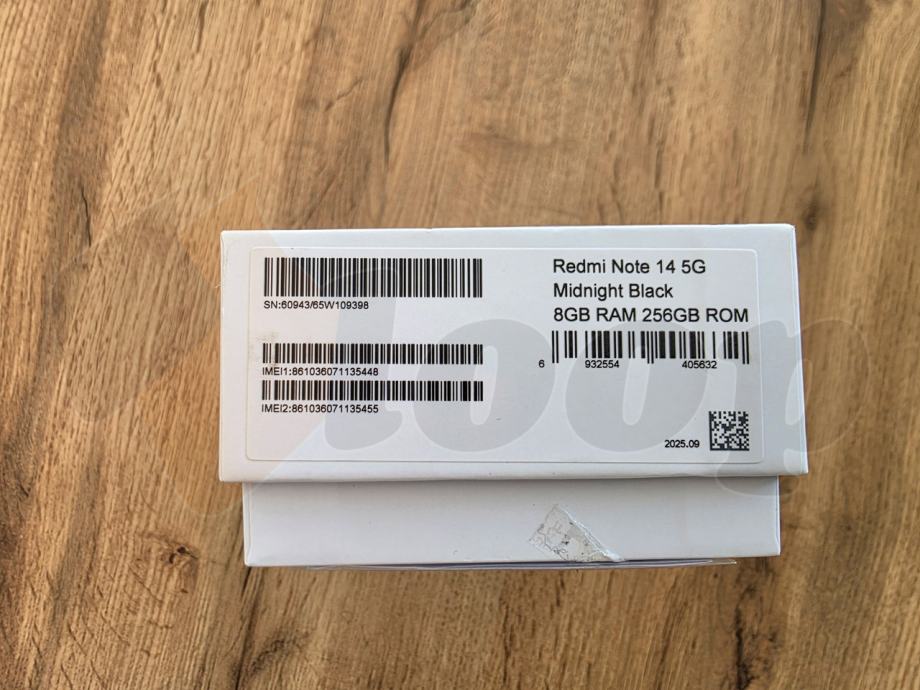 SN:60943/65W109398
IMEI1:861036071135448
IMEI2:861036071135455
Redmi Note 14 5G
Midnight Black
8GB RAM 256GB ROM
6 932554 405632
2025.09
loop